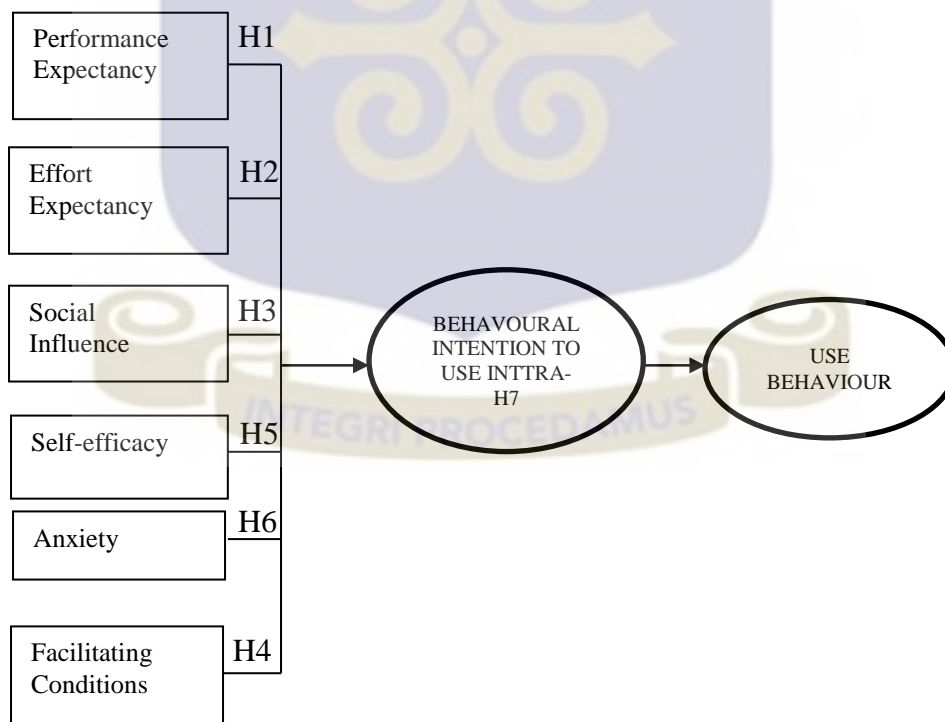 Performance
Expectancy
H1
Effort
Expectancy
H2
Social
Influence
H3
Self-efficacy
H5
Anxiety
H6
Facilitating
Conditions
H4
BEHAVOURAL
INTENTION TO
USE INTTRA-
H7
USE
BEHAVIOUR
INTEGRI PROCEDAMUS